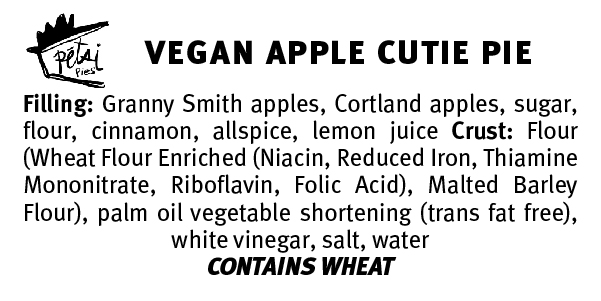 pétsi
Pies
VEGAN APPLE CUTIE PIE
Filling: Granny Smith apples, Cortland apples, sugar,
flour, cinnamon, allspice, lemon juice Crust: Flour
(Wheat Flour Enriched (Niacin, Reduced Iron, Thiamine
Mononitrate, Riboflavin, Folic Acid), Malted Barley
Flour), palm oil vegetable shortening (trans fat free),
white vinegar, salt, water
CONTAINS WHEAT